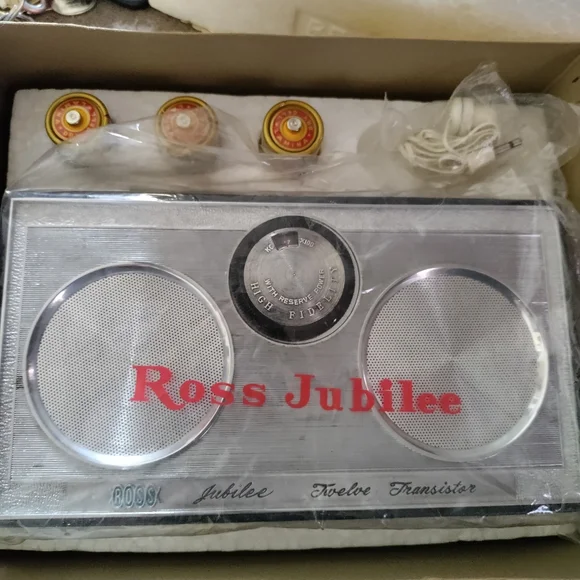 WITH RESERVE POWER
HIGH FIDELITY
Ross Jubilee
ROSS Jubilee Twelve Transistor